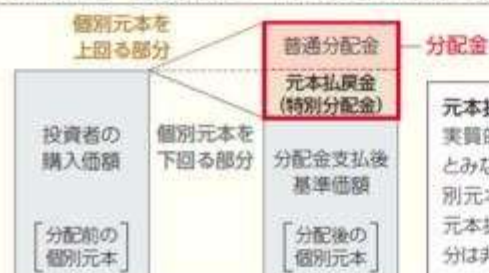 個別元本を
上回る部分
普通分配金
分配金
元本払戻金
(特別分配金)
投資者の
購入価額
個別元本を
下回る部分
分配金支払後
基準価額
分配前の
個別元本
分配後の
個別元本
元本払
実質的
とみな
別元本
元本払
分は非